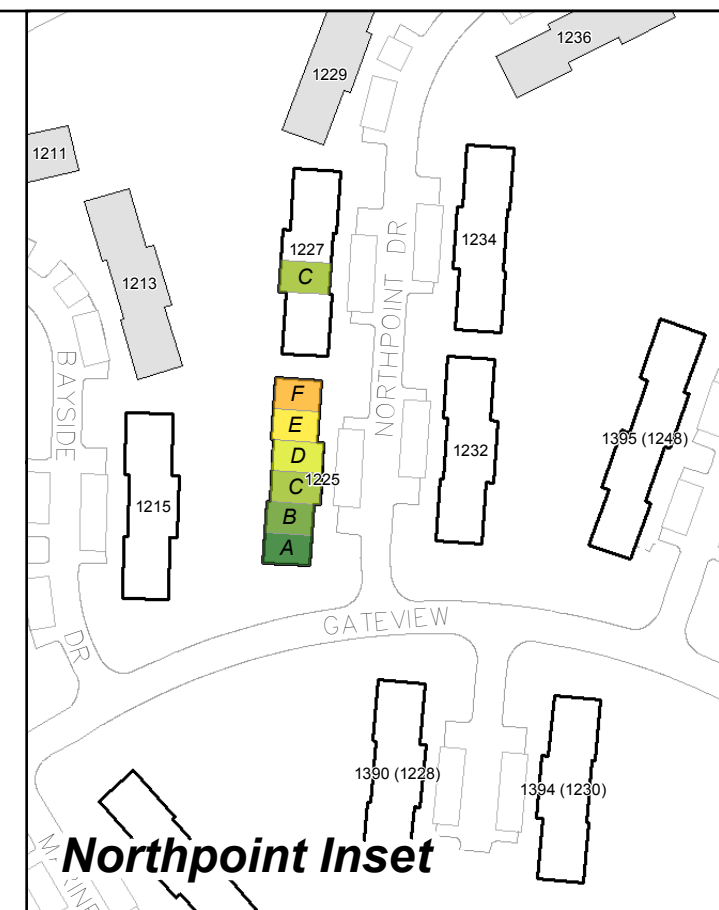 1236
1229
1211
1227
C
1234
1213
NORTHPOINT DR
BAYSIDE
F
E
D
C
1225
B
A
1215
1232
1395 (1248)
GATEVIEW
DR
1390 (1228)
1394 (1230)
Northpoint Inset
MARINE